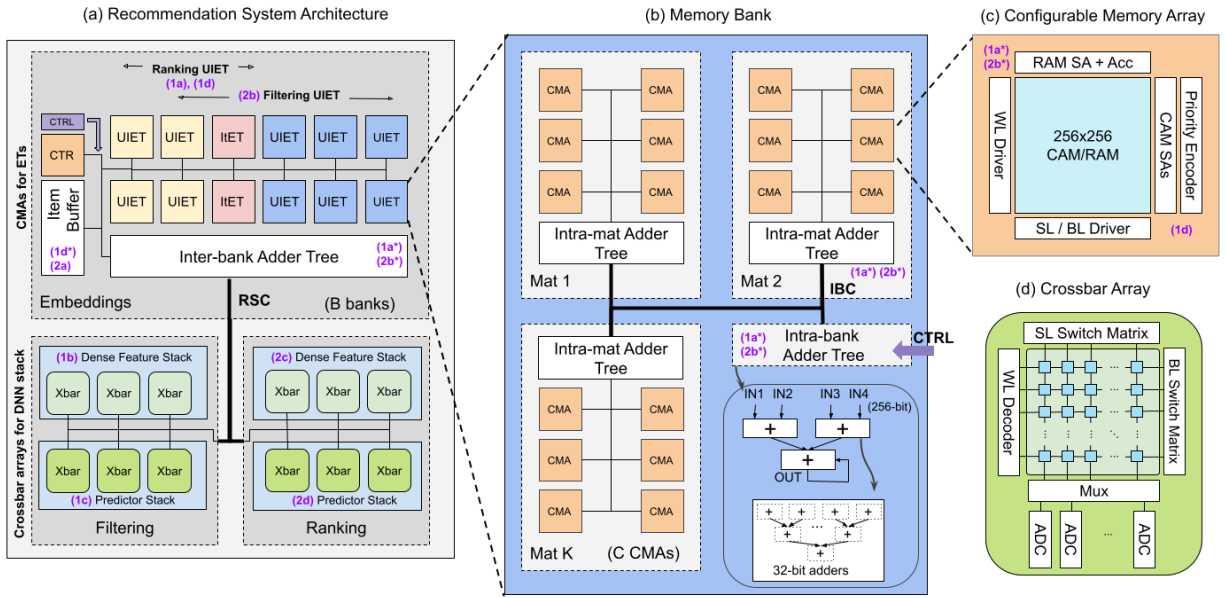 (a) Recommendation System Architecture
Ranking UIET
(1a), (1d)
(2b) Filtering UIET
CTRL
CTR
UIET
UIET
ItET
UIET
UIET
UIET
CMAs for ETs
Item
Buffer
(1d*)
(2a)
UIET
UIET
ItET
UIET
UIET
UIET
Inter-bank Adder Tree
(1a*)
(2b*)
Embeddings
RSC
(B banks)
Crossbar arrays for DNN stack
(1b) Dense Feature Stack
Xbar
Xbar
Xbar
Xbar
Xbar
Xbar
(1c) Predictor Stack
Filtering
(2c) Dense Feature Stack
Xbar
Xbar
Xbar
Xbar
Xbar
Xbar
(2d) Predictor Stack
Ranking
(b) Memory Bank
CMA
CMA
CMA
CMA
CMA
CMA
Intra-mat Adder
Tree
Mat 1
CMA
CMA
CMA
CMA
CMA
CMA
Intra-mat Adder
Tree
Mat 2
(1a*) (2b*)
IBC
Intra-mat Adder
Tree
CMA
CMA
CMA
CMA
CMA
CMA
Mat K
(C CMAs)
(1a*)
(2b*)
Intra-bank
Adder Tree
CTRL
IN1
IN2
IN3
IN4
(256-bit)
+
+
+
OUT
+
+
+
+
+
...
+
+
32-bit adders
(c) Configurable Memory Array
(1a*)
(2b*)
RAM SA + Acc
WL Driver
256x256
CAM/RAM
CAM SAs
Priority Encoder
SL / BL Driver
(1d)
(d) Crossbar Array
SL Switch Matrix
WL Decoder
BL Switch Matrix
Mux
ADC
ADC
...
ADC